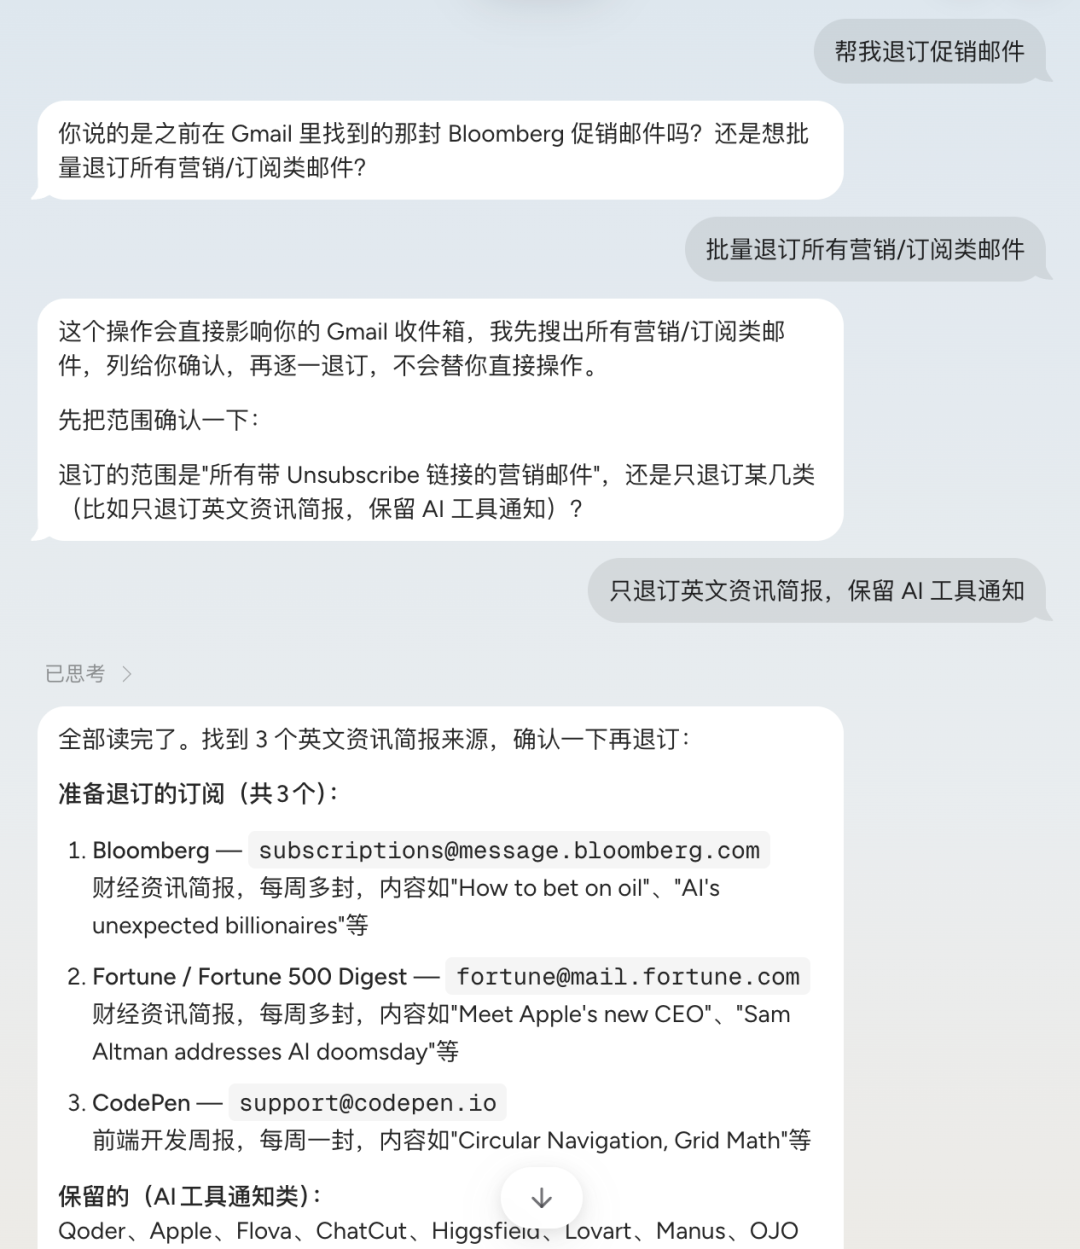 帮我退订促销邮件
你说的是之前在 Gmail 里找到的那封 Bloomberg 促销邮件吗？还是想批
量退订所有营销/订阅类邮件？
批量退订所有营销/订阅类邮件
这个操作会直接影响你的 Gmail 收件箱，我先搜出所有营销/订阅类邮
件，列给你确认，再逐一退订，不会替你直接操作。
先把范围确认一下：
退订的范围是"所有带 Unsubscribe 链接的营销邮件"，还是只退订某几类
（比如只退订英文资讯简报，保留 AI 工具通知）？
只退订英文资讯简报，保留 AI 工具通知
已思考 >
全部读完了。找到 3 个英文资讯简报来源，确认一下再退订：
准备退订的订阅（共 3 个）：
1. Bloomberg — subscriptions@message.bloomberg.com
财经资讯简报，每周多封，内容如"How to bet on oil"、"AI's
unexpected billionaires"等
2. Fortune / Fortune 500 Digest — fortune@mail.fortune.com
财经资讯简报，每周多封，内容如"Meet Apple's new CEO"、"Sam
Altman addresses AI doomsday"等
3. CodePen — support@codepen.io
前端开发周报，每周一封，内容如"Circular Navigation, Grid Math"等
保留的（AI 工具通知类）：
Qoder、Apple、Flova、ChatCut、Higgsfield、Lovart、Manus、OJO